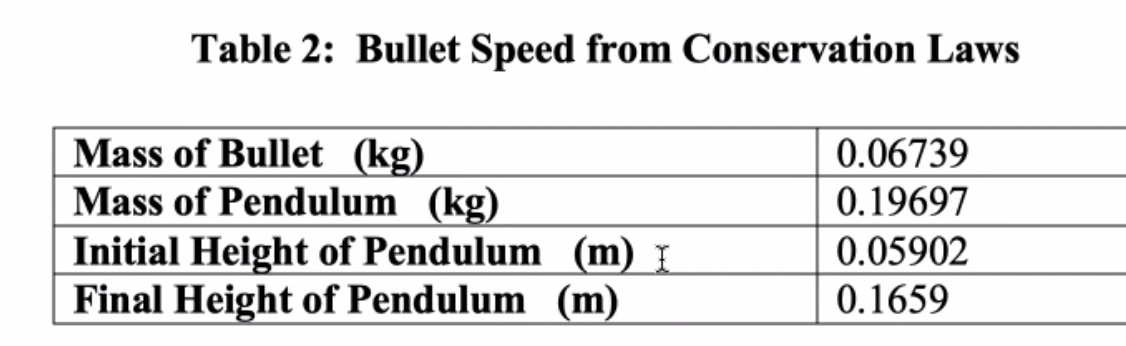 Table 2: Bullet Speed from Conservation Laws
Mass of Bullet (kg) 0.06739
Mass of Pendulum (kg) 0.19697
Initial Height of Pendulum (m) 0.05902
Final Height of Pendulum (m) 0.1659